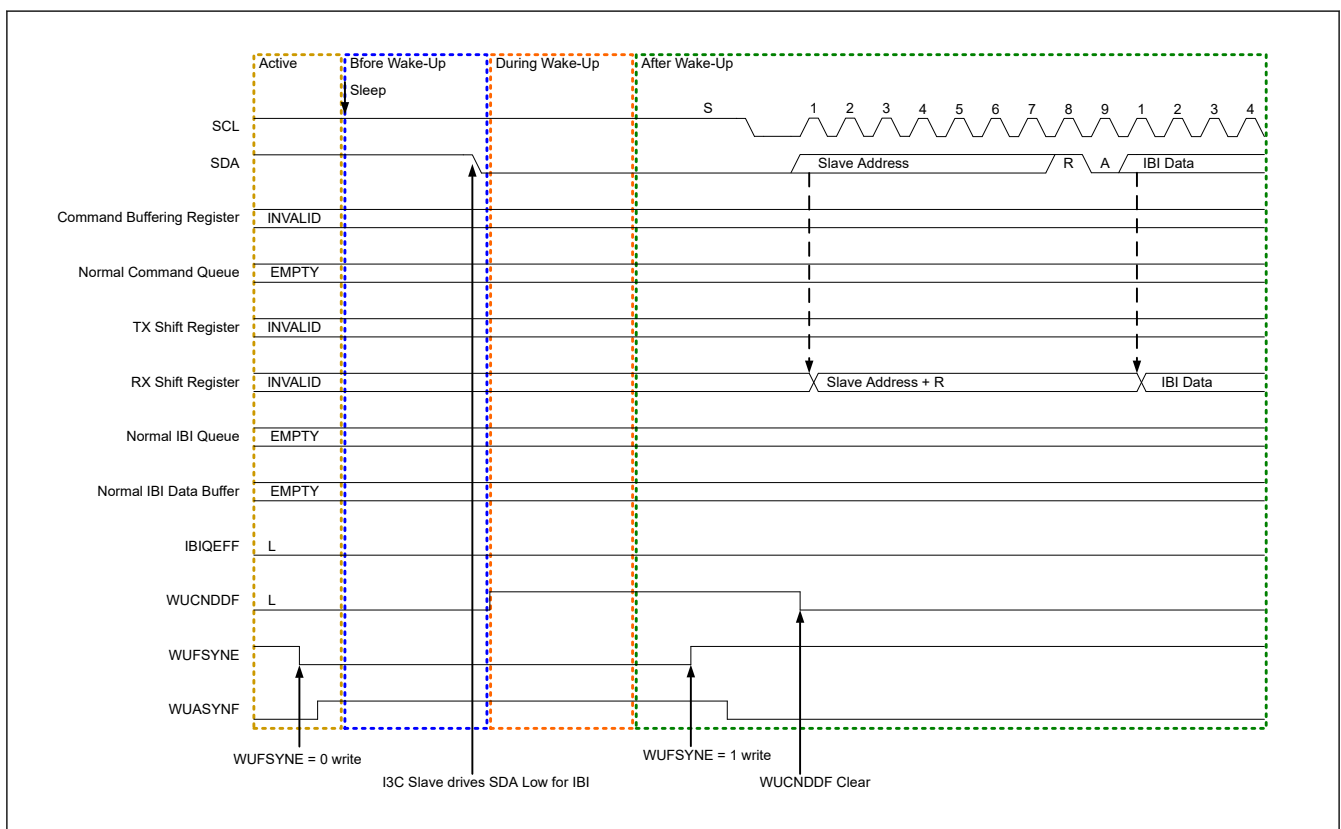 Active
Bfore Wake-Up
During Wake-Up
After Wake-Up
Sleep
S
1 2 3 4 5 6 7 8 9 1 2 3 4
SCL
SDA
Slave Address
R
A
IBI Data
Command Buffering Register
INVALID
Normal Command Queue
EMPTY
TX Shift Register
INVALID
RX Shift Register
INVALID
Slave Address + R
IBI Data
Normal IBI Queue
EMPTY
Normal IBI Data Buffer
EMPTY
IBIQEFF
L
WUCNDDF
L
WUFSYNE
WUASYNF
WUFSYNE = 0 write
WUFSYNE = 1 write
I3C Slave drives SDA Low for IBI
WUCNDDF Clear